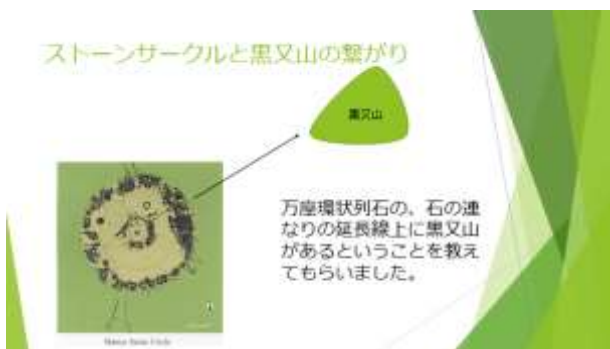 ストーンサークルと黒又山の繋がり
黒又山
万座環状列石の、石の連
なりの延長線上に黒又山
があるということを教え
てもらいました。